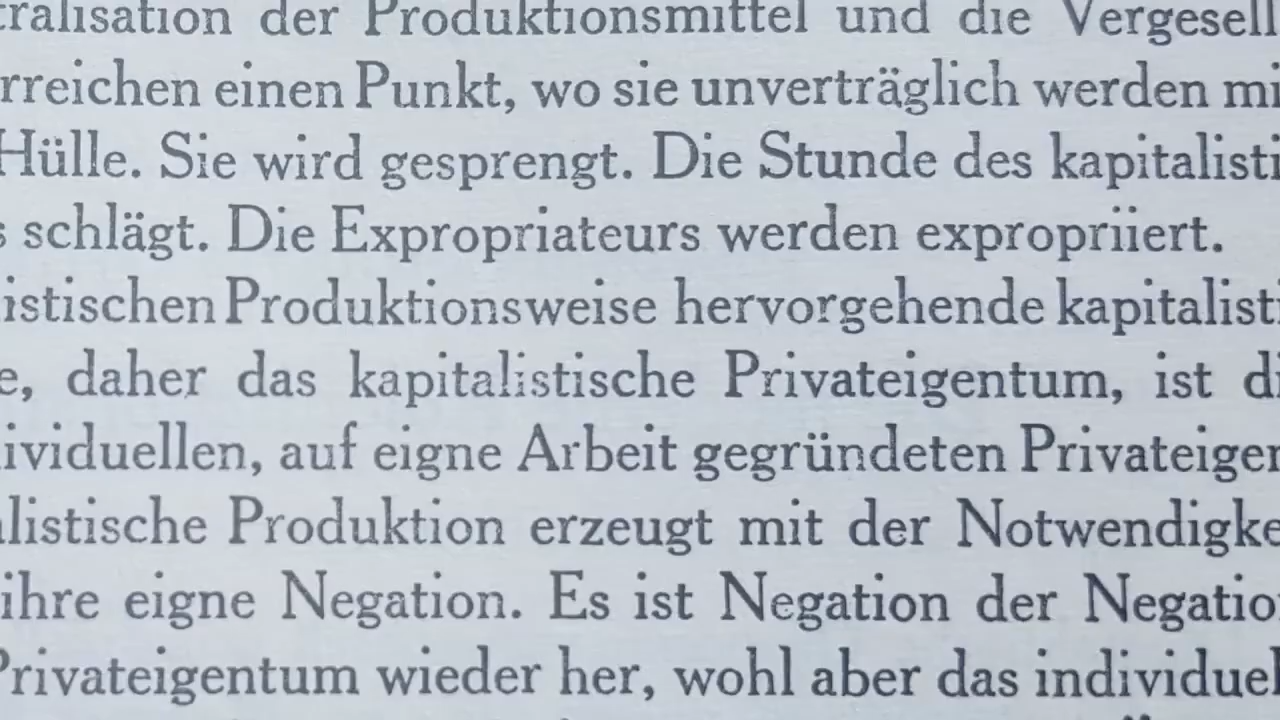 tralisation der Produktionsmittel und die Vergesell
rreichen einen Punkt, wo sie unverträglich werden mi
Hülle. Sie wird gesprengt. Die Stunde des kapitalisti
s schlägt. Die Expropriateurs werden expropriiert.
istischen Produktionsweise hervorgehende kapitalisti
e, daher das kapitalistische Privateigentum, ist di
ividuellen, auf eigne Arbeit gegründeten Privateigen
alistische Produktion erzeugt mit der Notwendigke
ihre eigne Negation. Es ist Negation der Negation
Privateigentum wieder her, wohl aber das individuel